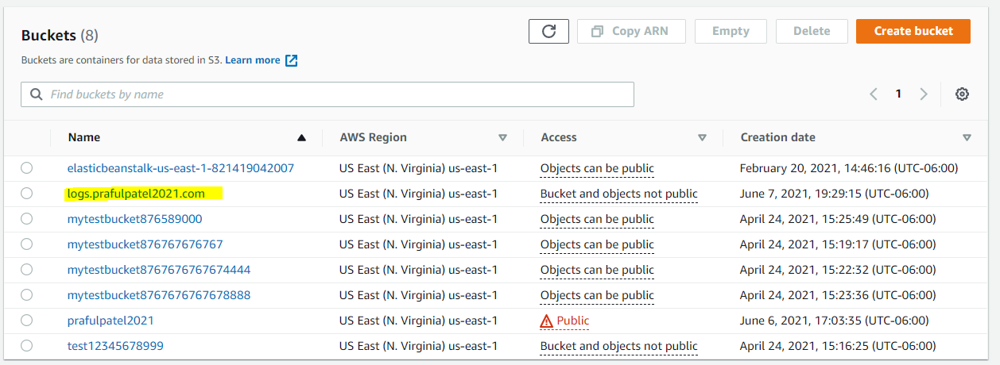 Buckets (8)
Copy ARN
Empty
Delete
Create bucket
Buckets are containers for data stored in S3. Learn more
Find buckets by name
1
Name AWS Region Access Creation date
elasticbeanstalk-us-east-1-821419042007 US East (N. Virginia) us-east-1 Objects can be public February 20, 2021, 14:46:16 (UTC-06:00)
logs.prafulpatel2021.com US East (N. Virginia) us-east-1 Bucket and objects not public June 7, 2021, 19:29:15 (UTC-06:00)
mytestbucket876589000 US East (N. Virginia) us-east-1 Objects can be public April 24, 2021, 15:25:49 (UTC-06:00)
mytestbucket876767676767 US East (N. Virginia) us-east-1 Objects can be public April 24, 2021, 15:19:17 (UTC-06:00)
mytestbucket8767676767674444 US East (N. Virginia) us-east-1 Objects can be public April 24, 2021, 15:22:32 (UTC-06:00)
mytestbucket8767676767678888 US East (N. Virginia) us-east-1 Objects can be public April 24, 2021, 15:23:36 (UTC-06:00)
prafulpatel2021 US East (N. Virginia) us-east-1 Public June 6, 2021, 17:03:35 (UTC-06:00)
test12345678999 US East (N. Virginia) us-east-1 Bucket and objects not public April 24, 2021, 15:16:25 (UTC-06:00)